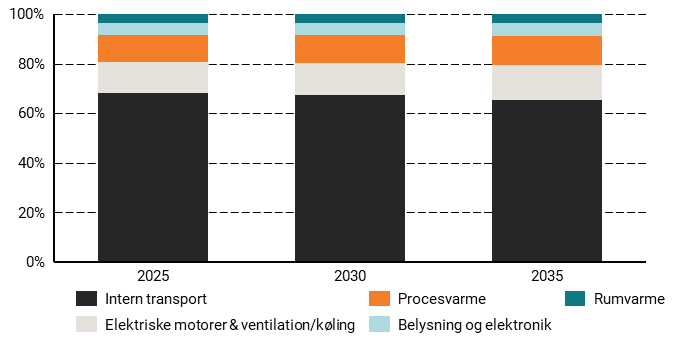 100%
80%
60%
40%
20%
0%
2025 2030 2035
Intern transport Procesvarme Rumvarme
Elektriske motorer & ventilation/køling Belysning og elektronik